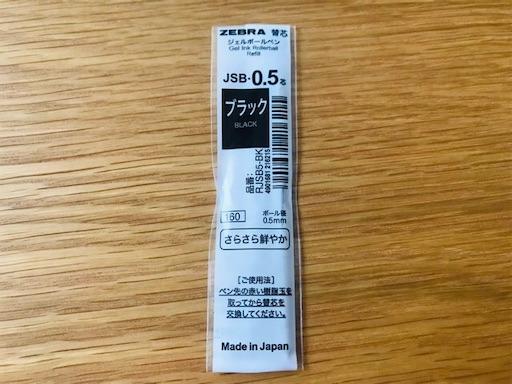 ZEBRA 替芯
ジェルボールペン
Gel Ink Rollerball
Refill
JSB・0.5芯
ブラック
BLACK
品番:
RJSB5-BK
4901681 216215
160
ボール径
0.5mm
さらさら鮮やか
【ご使用法】
ペン先の赤い樹脂玉を
取ってから替芯を
交換してください。
Made in Japan